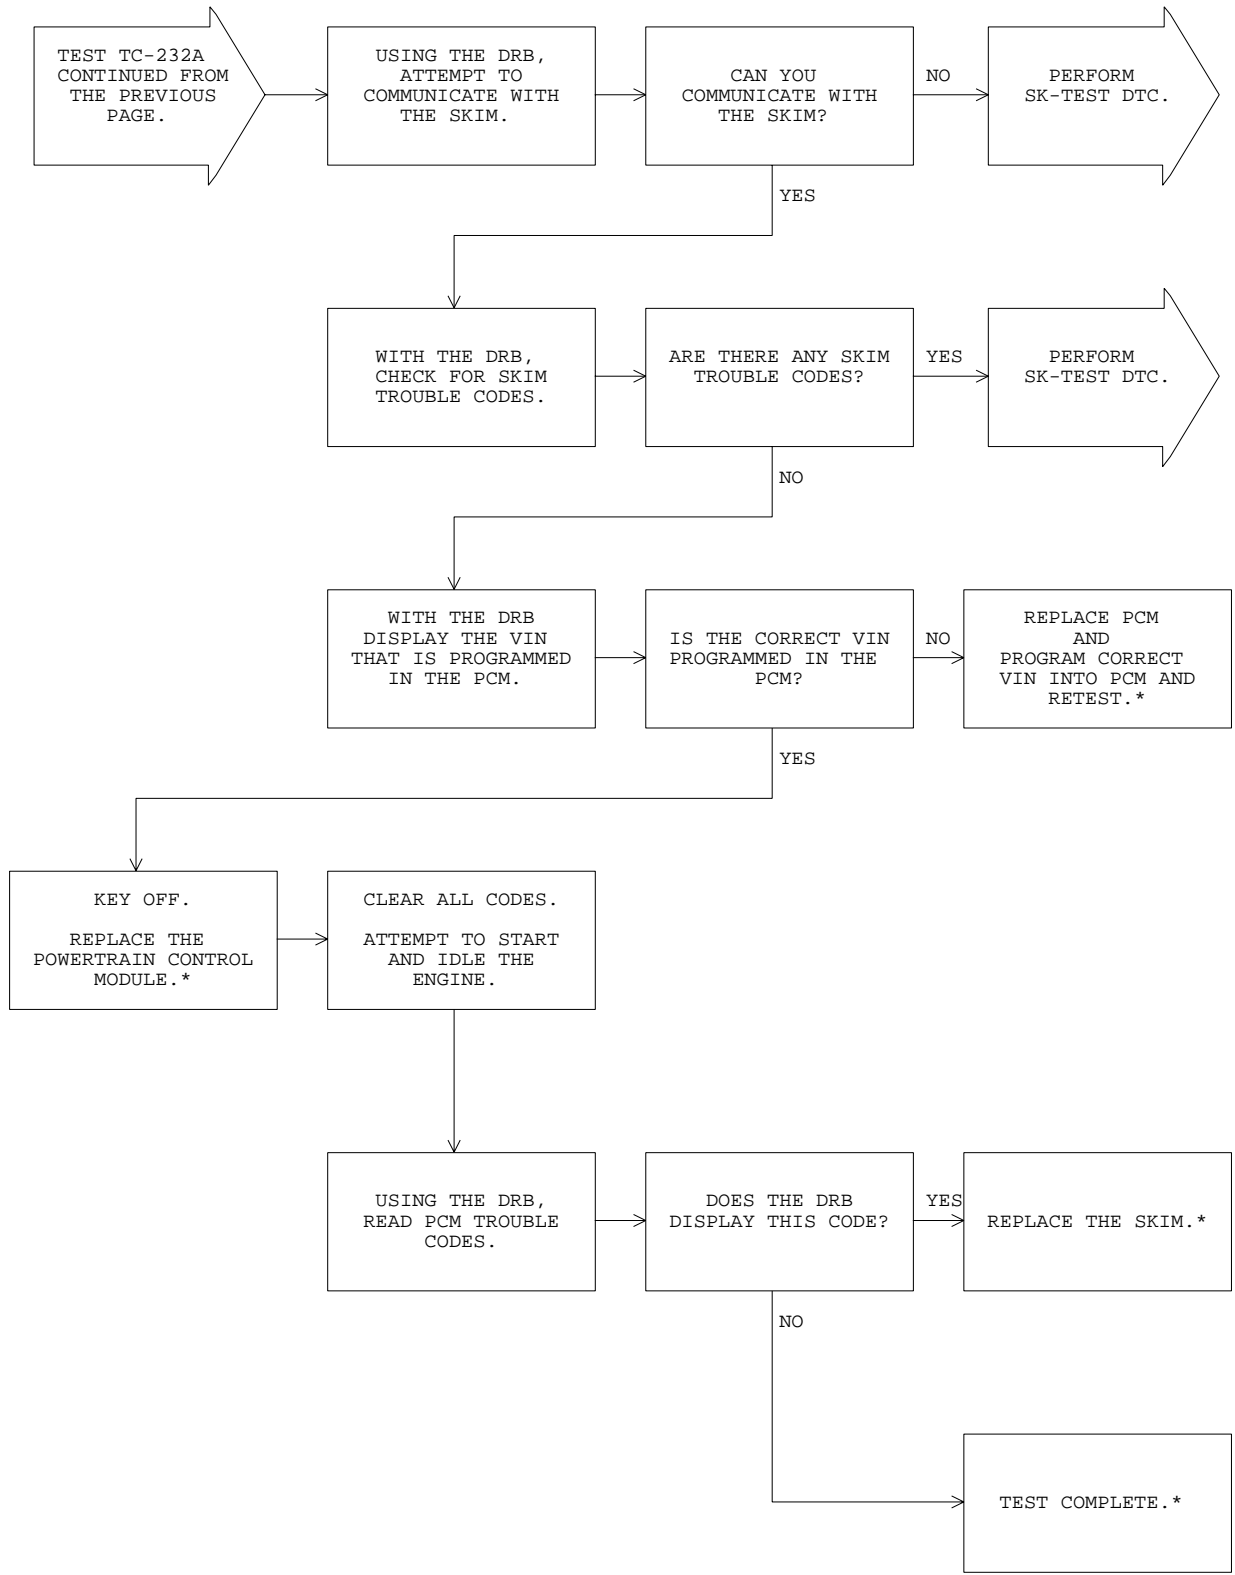 TEST TC-232A
CONTINUED FROM
THE PREVIOUS
PAGE.
USING THE DRB,
ATTEMPT TO
COMMUNICATE WITH
THE SKIM.
CAN YOU
COMMUNICATE WITH
THE SKIM?
NO
PERFORM
SK-TEST DTC.
YES
WITH THE DRB,
CHECK FOR SKIM
TROUBLE CODES.
ARE THERE ANY SKIM
TROUBLE CODES?
YES
PERFORM
SK-TEST DTC.
NO
WITH THE DRB
DISPLAY THE VIN
THAT IS PROGRAMMED
IN THE PCM.
IS THE CORRECT VIN
PROGRAMMED IN THE
PCM?
NO
REPLACE PCM
AND
PROGRAM CORRECT
VIN INTO PCM AND
RETEST.*
YES
KEY OFF.
REPLACE THE
POWERTRAIN CONTROL
MODULE.*
CLEAR ALL CODES.
ATTEMPT TO START
AND IDLE THE
ENGINE.
USING THE DRB,
READ PCM TROUBLE
CODES.
DOES THE DRB
DISPLAY THIS CODE?
YES
REPLACE THE SKIM.*
NO
TEST COMPLETE.*